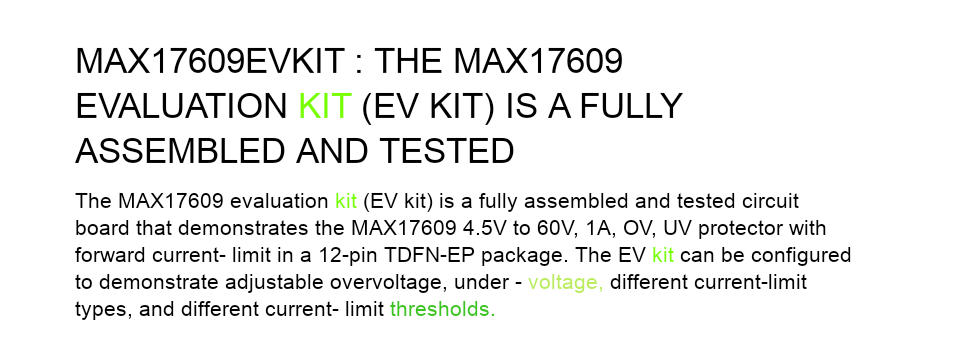 MAX17609EVKIT : THE MAX17609
EVALUATION KIT (EV KIT) IS A FULLY
ASSEMBLED AND TESTED
The MAX17609 evaluation kit (EV kit) is a fully assembled and tested circuit
board that demonstrates the MAX17609 4.5V to 60V, 1A, OV, UV protector with
forward current- limit in a 12-pin TDFN-EP package. The EV kit can be configured
to demonstrate adjustable overvoltage, under - voltage, different current-limit
types, and different current- limit thresholds.